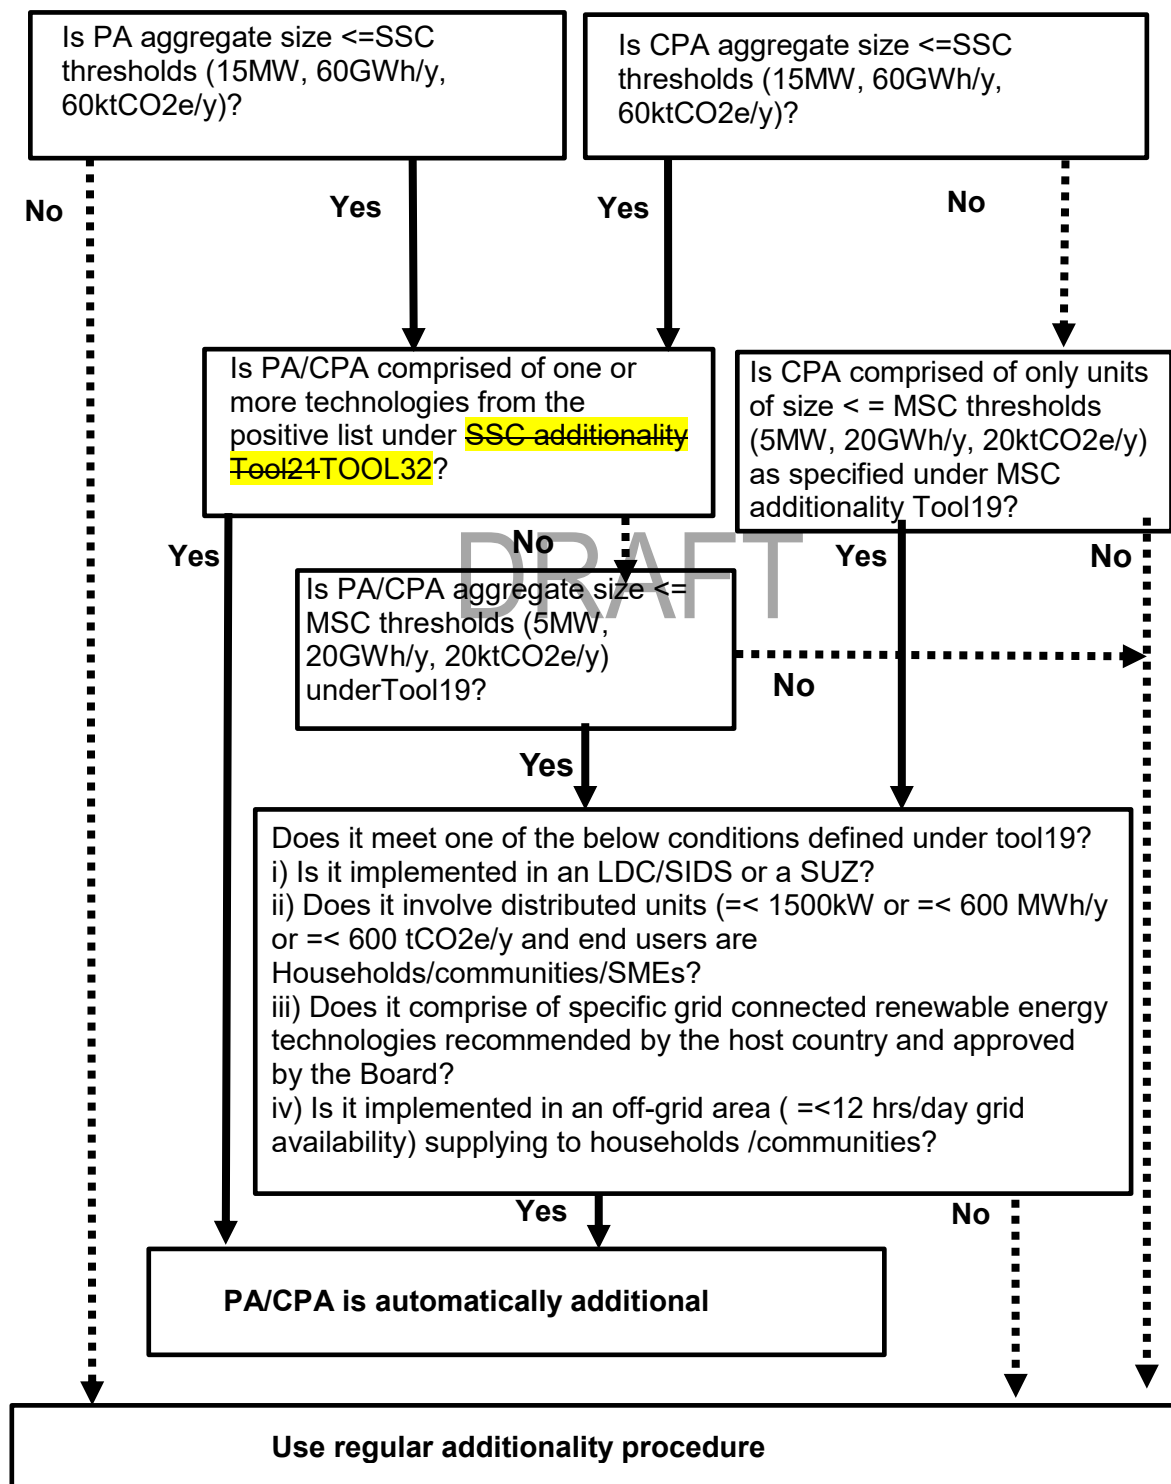 Is PA aggregate size <=SSC
thresholds (15MW, 60GWh/y,
60ktCO2e/y)?
Is CPA aggregate size <=SSC
thresholds (15MW, 60GWh/y,
60ktCO2e/y)?
No
Yes
Yes
No
Is PA/CPA comprised of one or
more technologies from the
positive list under SSC additionality
Tool21TOOL32?
Is CPA comprised of only units
of size < = MSC thresholds
(5MW, 20GWh/y, 20ktCO2e/y)
as specified under MSC
additionality Tool19?
Yes
No
Yes
No
DRAFT
Is PA/CPA aggregate size <=
MSC thresholds (5MW,
20GWh/y, 20ktCO2e/y)
underTool19?
No
Yes
Does it meet one of the below conditions defined under tool19?
i) Is it implemented in an LDC/SIDS or a SUZ?
ii) Does it involve distributed units (=< 1500kW or =< 600 MWh/y
or =< 600 tCO2e/y and end users are
Households/communities/SMEs?
iii) Does it comprise of specific grid connected renewable energy
technologies recommended by the host country and approved
by the Board?
iv) Is it implemented in an off-grid area ( =<12 hrs/day grid
availability) supplying to households /communities?
Yes
No
PA/CPA is automatically additional
Use regular additionality procedure